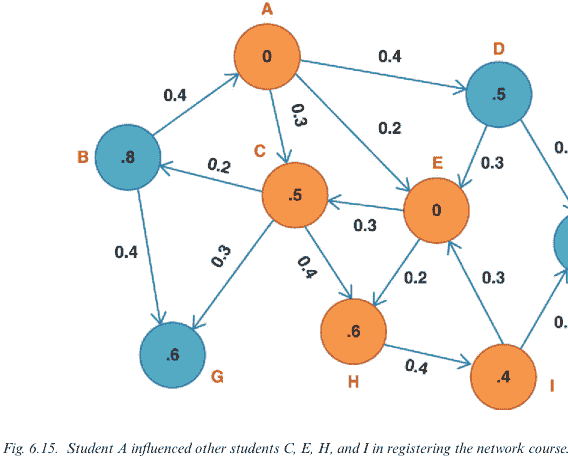 A
0
0.4
D
.5
0.4
0.3
0.2
0.
B
.8
C
0.2
.5
E
0
0.3
0.3
0.4
0.3
0.4
0.2
0.3
0.
.6
G
.6
H
0.4
.4
I
Fig. 6.15. Student A influenced other students C, E, H, and I in registering the network course.